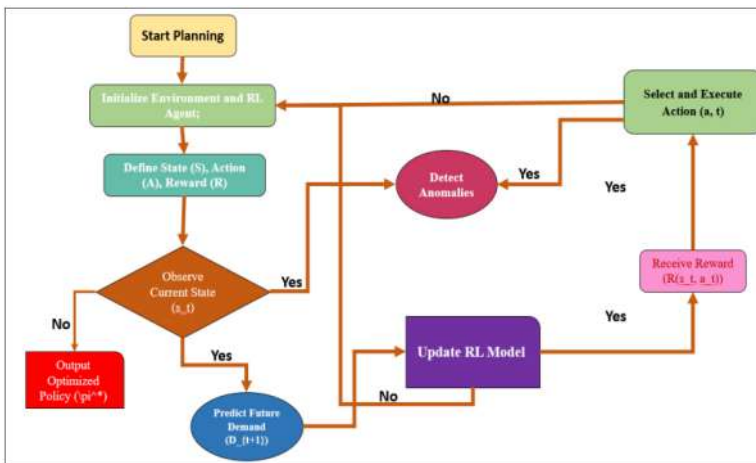 Start Planning
Initialize Environment and RL
Agent;
No
Select and Execute
Action (a, t)
Define State (S), Action
(A), Reward (R)
Detect
Anomalies
Yes
Yes
Observe
Current State
(s_t)
Yes
Receive Reward
(R(s_t, a_t))
No
Yes
Yes
Update RL Model
Output
Optimized
Policy (\pi^*)
No
Predict Future
Demand
(D_{t+1})